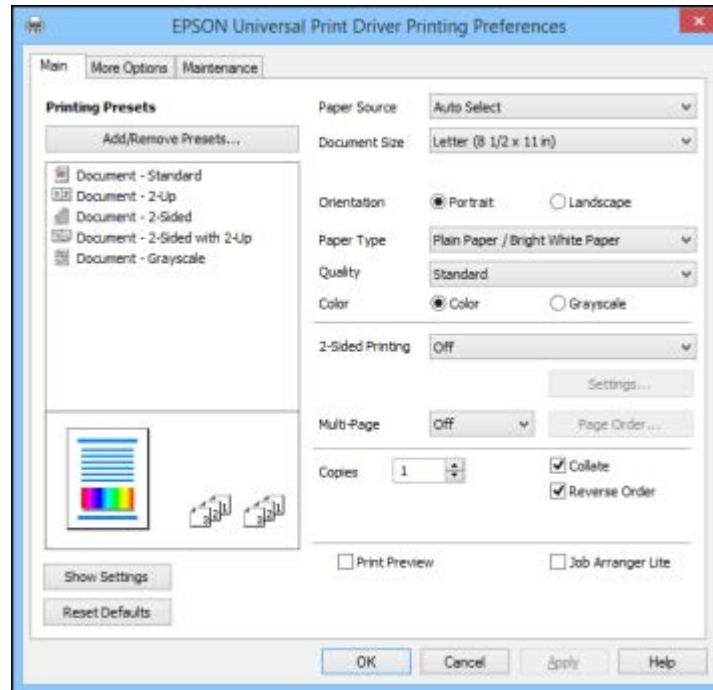 EPSON Universal Print Driver Printing Preferences
Main
More Options
Maintenance
Printing Presets
Add/Remove Presets...
Document - Standard
Document - 2-Up
Document - 2-Sided
Document - 2-Sided with 2-Up
Document - Grayscale
Show Settings
Reset Defaults
Paper Source
Auto Select
Document Size
Letter (8 1/2 x 11 in)
Orientation
Portrait
Landscape
Paper Type
Plain Paper / Bright White Paper
Quality
Standard
Color
Color
Grayscale
2-Sided Printing
Off
Settings...
Multi-Page
Off
Page Order...
Copies
1
Collate
Reverse Order
Print Preview
Job Arranger Lite
OK
Cancel
Apply
Help